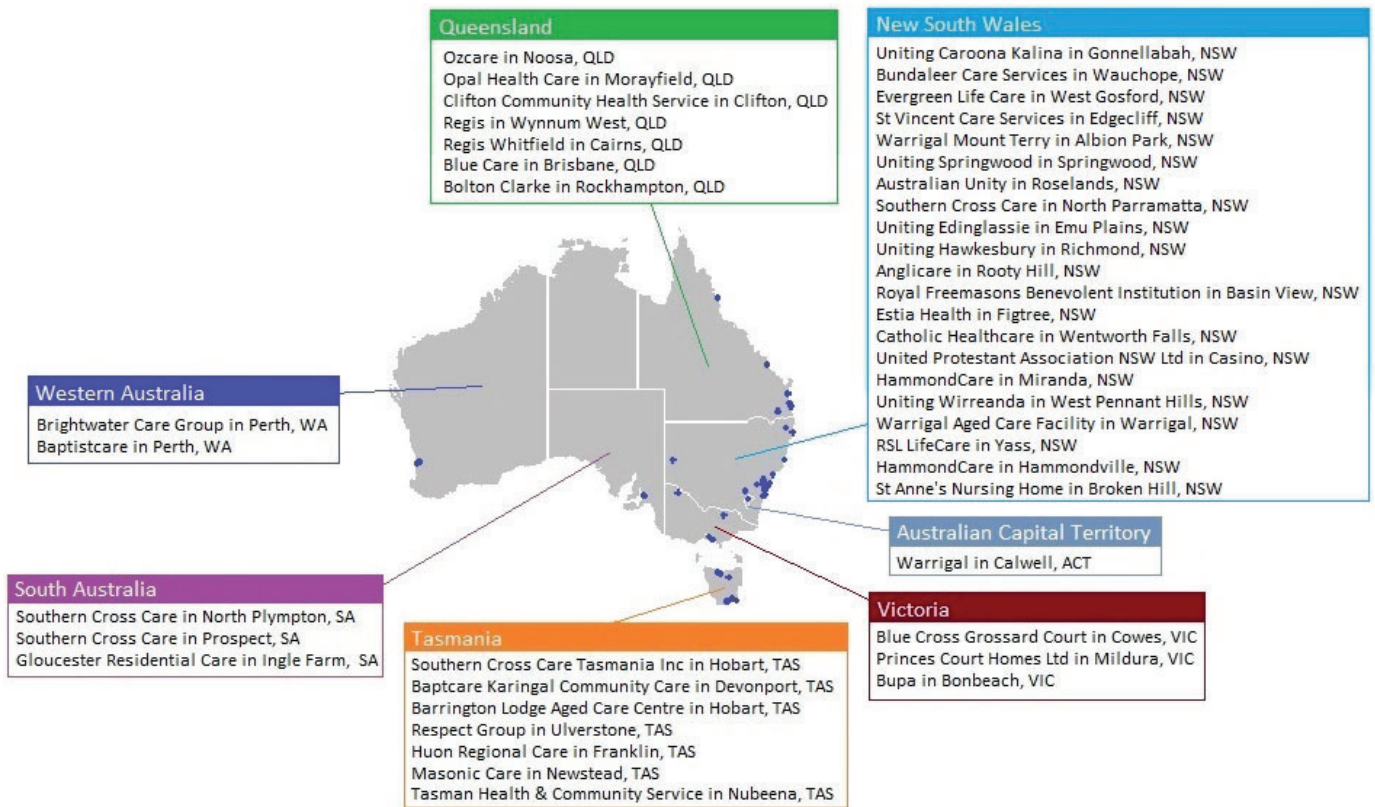 Queensland
Ozcare in Noosa, QLD
Opal Health Care in Morayfield, QLD
Clifton Community Health Service in Clifton, QLD
Regis in Wynnum West, QLD
Regis Whitfield in Cairns, QLD
Blue Care in Brisbane, QLD
Bolton Clarke in Rockhampton, QLD
New South Wales
Uniting Caroona Kalina in Gonnellabah, NSW
Bundaleer Care Services in Wauchope, NSW
Evergreen Life Care in West Gosford, NSW
St Vincent Care Services in Edgecliff, NSW
Warrigal Mount Terry in Albion Park, NSW
Uniting Springwood in Springwood, NSW
Australian Unity in Roselands, NSW
Southern Cross Care in North Parramatta, NSW
Uniting Edinglassie in Emu Plains, NSW
Uniting Hawkesbury in Richmond, NSW
Anglicare in Rooty Hill, NSW
Royal Freemasons Benevolent Institution in Basin View, NSW
Estia Health in Figtree, NSW
Catholic Healthcare in Wentworth Falls, NSW
United Protestant Association NSW Ltd in Casino, NSW
HammondCare in Miranda, NSW
Uniting Wirreanda in West Pennant Hills, NSW
Warrigal Aged Care Facility in Warrigal, NSW
RSL LifeCare in Yass, NSW
HammondCare in Hammondville, NSW
St Anne's Nursing Home in Broken Hill, NSW
Western Australia
Brightwater Care Group in Perth, WA
Baptistcare in Perth, WA
Australian Capital Territory
Warrigal in Calwell, ACT
South Australia
Southern Cross Care in North Plympton, SA
Southern Cross Care in Prospect, SA
Gloucester Residential Care in Ingle Farm, SA
Tasmania
Southern Cross Care Tasmania Inc in Hobart, TAS
Baptcare Karingal Community Care in Devonport, TAS
Barrington Lodge Aged Care Centre in Hobart, TAS
Respect Group in Ulverstone, TAS
Huon Regional Care in Franklin, TAS
Masonic Care in Newstead, TAS
Tasman Health & Community Service in Nubeena, TAS
Victoria
Blue Cross Grossard Court in Cowes, VIC
Princes Court Homes Ltd in Mildura, VIC
Bupa in Bonbeach, VIC